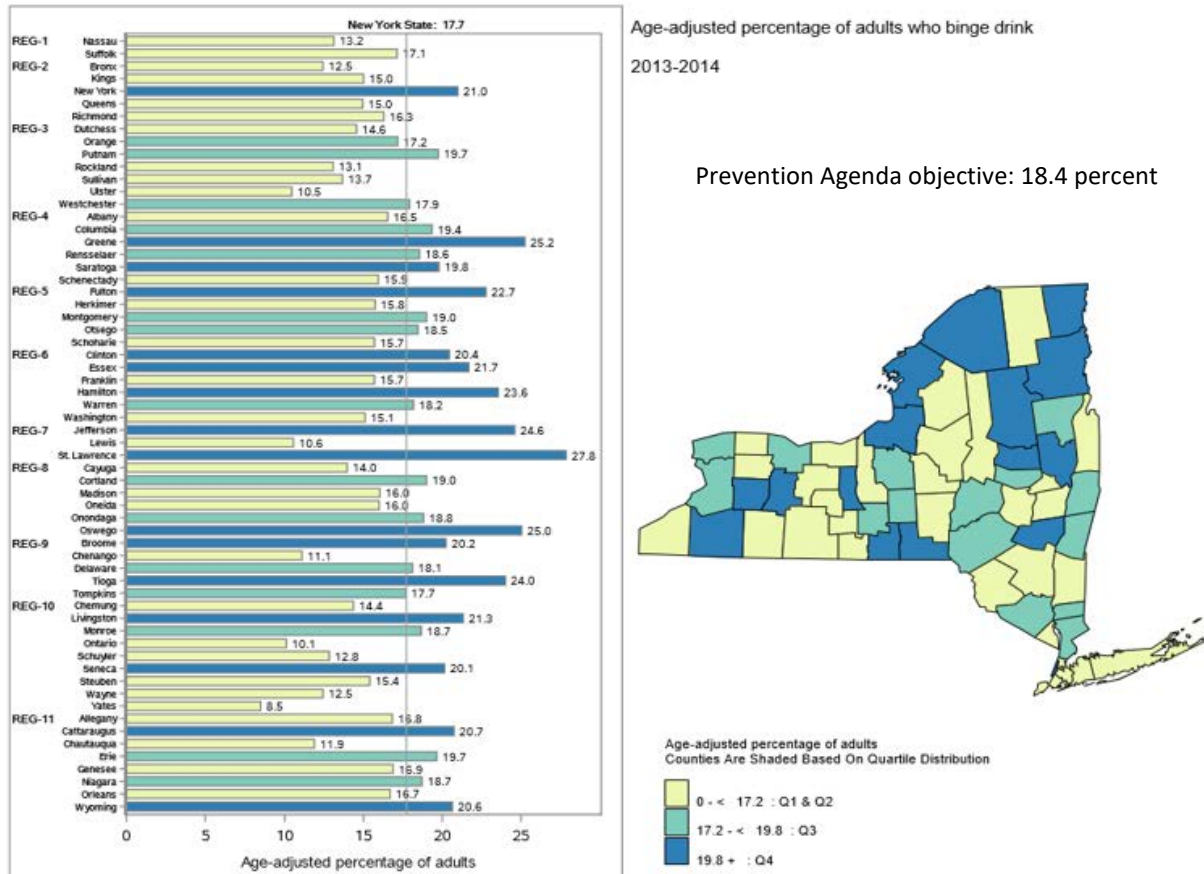 New York State: 17.7
REG-1 Nassau 13.2
Suffolk 17.1
REG-2 Bronx 12.5
Kings 15.0
New York 21.0
Queens 15.0
Richmond 16.3
REG-3 Dutchess 14.6
Orange 17.2
Putnam 19.7
Rockland 13.1
Sullivan 13.7
Ulster 10.5
Westchester 17.9
REG-4 Albany 16.5
Columbia 19.4
Greene 25.2
Rensselaer 18.6
Saratoga 19.8
Schenectady 15.9
REG-5 Fulton 22.7
Herkimer 15.8
Montgomery 19.0
Otsego 18.5
Schoharie 15.7
REG-6 Clinton 20.4
Essex 21.7
Franklin 15.7
Hamilton 23.6
Warren 18.2
Washington 15.1
REG-7 Jefferson 24.6
Lewis 10.6
St. Lawrence 27.8
REG-8 Cayuga 14.0
Cortland 19.0
Madison 16.0
Oneida 16.0
Onondaga 18.8
Oswego 25.0
REG-9 Broome 20.2
Chenango 11.1
Delaware 18.1
Tioga 24.0
Tompkins 17.7
REG-10 Chemung 14.4
Livingston 21.3
Monroe 18.7
Ontario 10.1
Schuyler 12.8
Seneca 20.1
Steuben 15.4
Wayne 12.5
Yates 8.5
REG-11 Allegany 16.8
Cattaraugus 20.7
Chautauqua 11.9
Erie 19.7
Genesee 16.9
Niagara 18.7
Orleans 16.7
Wyoming 20.6
0 5 10 15 20 25
Age-adjusted percentage of adults
Age-adjusted percentage of adults who binge drink
2013-2014
Prevention Agenda objective: 18.4 percent
Age-adjusted percentage of adults
Counties Are Shaded Based On Quartile Distribution
0 - < 17.2 : Q1 & Q2
17.2 - < 19.8 : Q3
19.8 + : Q4